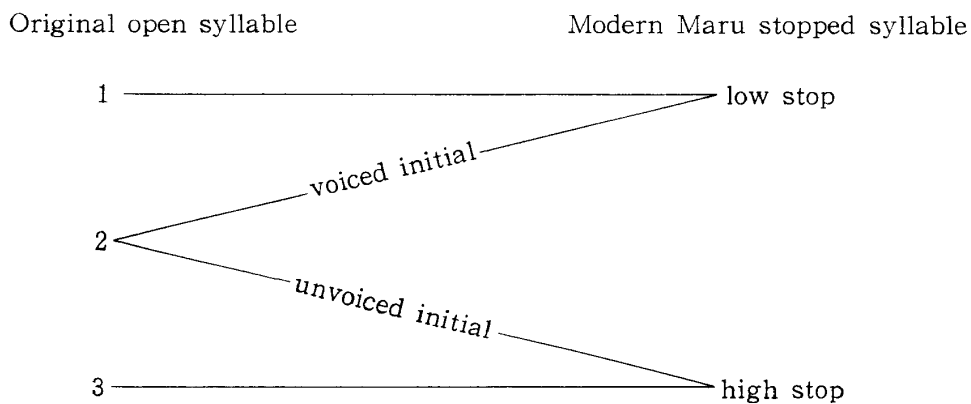 Original open syllable Modern Maru stopped syllable
1 low stop
voiced initial
2
unvoiced initial
3 high stop